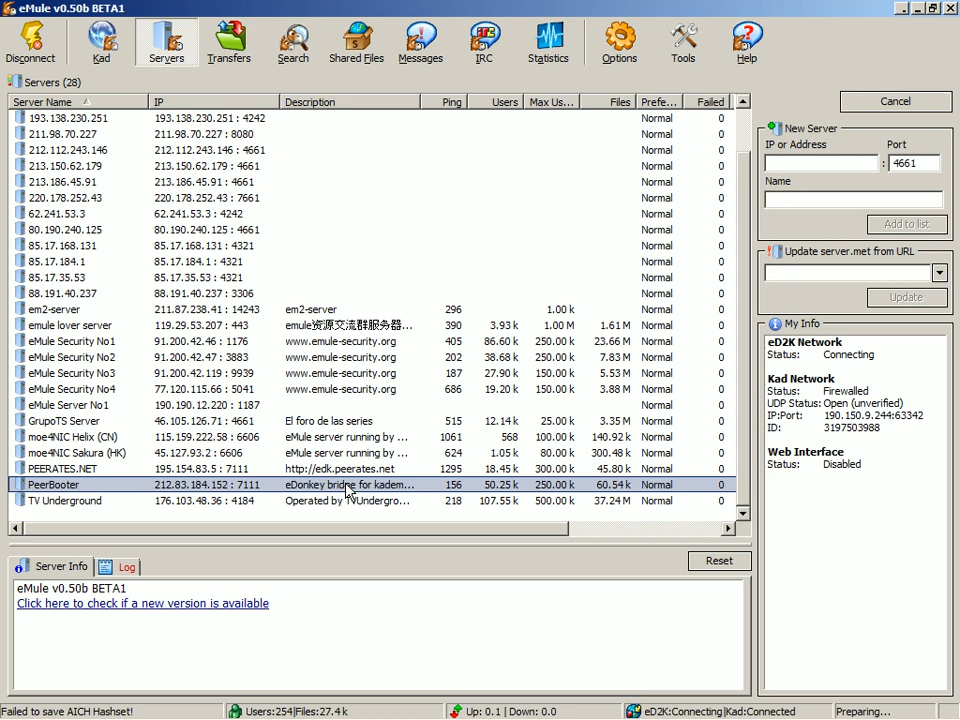 eMule v0.50b BETA1
Disconnect Kad Servers Transfers Search Shared Files Messages IRC Statistics Options Tools Help
Servers (28)
Server Name IP Description Ping Users Max Us... Files Prefe... Failed
193.138.230.251 193.138.230.251 : 4242 Normal 0
211.98.70.227 211.98.70.227 : 8080 Normal 0
212.112.243.146 212.112.243.146 : 4661 Normal 0
213.150.62.179 213.150.62.179 : 4661 Normal 0
213.186.45.91 213.186.45.91 : 4661 Normal 0
220.178.252.43 220.178.252.43 : 7661 Normal 0
62.241.53.3 62.241.53.3 : 4242 Normal 0
80.190.240.125 80.190.240.125 : 4661 Normal 0
85.17.168.131 85.17.168.131 : 4321 Normal 0
85.17.184.1 85.17.184.1 : 4321 Normal 0
85.17.35.53 85.17.35.53 : 4321 Normal 0
88.191.40.237 88.191.40.237 : 3306 Normal 0
em2-server 211.87.238.41 : 14243 em2-server 296 1.00 k Normal 0
emule lover server 119.29.53.207 : 443 emule资源交流群服务器... 390 3.93 k 1.00 M 1.61 M Normal 0
eMule Security No1 91.200.42.46 : 1176 www.emule-security.org 405 86.60 k 250.00 k 23.66 M Normal 0
eMule Security No2 91.200.42.47 : 3883 www.emule-security.org 202 38.68 k 250.00 k 7.83 M Normal 0
eMule Security No3 91.200.42.119 : 9939 www.emule-security.org 187 27.90 k 150.00 k 5.53 M Normal 0
eMule Security No4 77.120.115.66 : 5041 www.emule-security.org 686 19.20 k 150.00 k 3.88 M Normal 0
eMule Server No1 190.190.12.220 : 1187 Normal 0
GrupoTS Server 46.105.126.71 : 4661 El foro de las series 515 12.14 k 25.00 k 3.35 M Normal 0
moe4NIC Helix (CN) 115.159.222.58 : 6606 eMule server running by ... 1061 568 100.00 k 140.92 k Normal 0
moe4NIC Sakura (HK) 45.127.93.2 : 6606 eMule server running by ... 624 1.05 k 80.00 k 300.48 k Normal 0
PEERATES.NET 195.154.83.5 : 7111 http://edk.peerates.net 1295 18.45 k 300.00 k 45.80 k Normal 0
PeerBooter 212.83.184.152 : 7111 eDonkey bridge for kadem... 156 50.25 k 250.00 k 60.54 k Normal 0
TV Underground 176.103.48.36 : 4184 Operated by TVUndergro... 218 107.55 k 500.00 k 37.24 M Normal 0
Cancel
New Server
IP or Address Port
: 4661
Name
Add to list
Update server.met from URL
Update
My Info
eD2K Network
Status: Connecting
Kad Network
Status: Firewalled
UDP Status: Open (unverified)
IP:Port: 190.150.9.244:63342
ID: 3197503988
Web Interface
Status: Disabled
Server Info Log Reset
eMule v0.50b BETA1
Click here to check if a new version is available
Failed to save AICH Hashset! Users:254|Files:27.4 k Up: 0.1 | Down: 0.0 eD2K:Connecting|Kad:Connected Preparing...